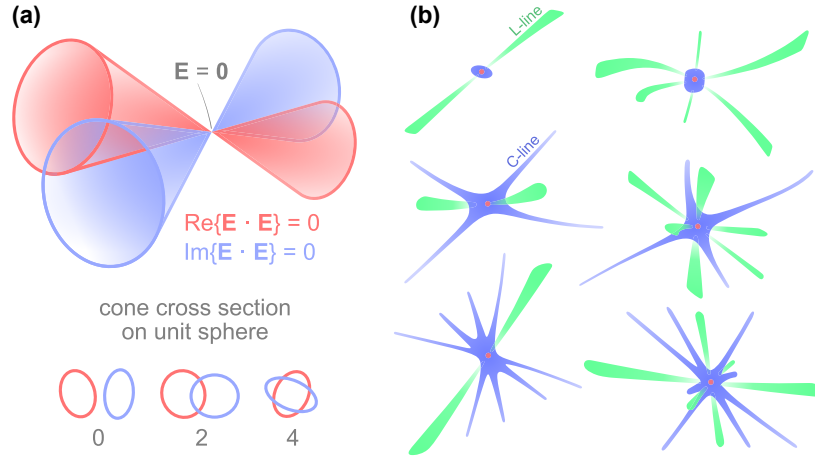 (a)
E = 0
Re{E · E} = 0
Im{E · E} = 0
cone cross section
on unit sphere
0 2 4
(b)
L-line
C-line